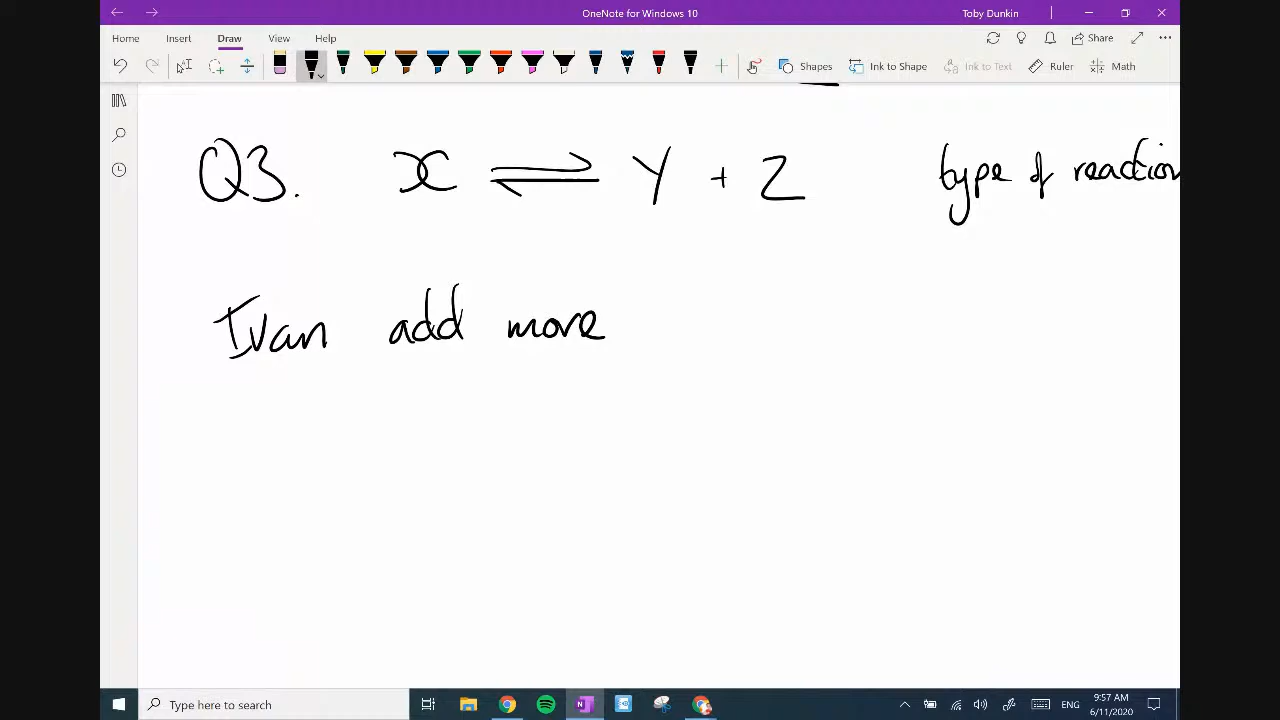 OneNote for Windows 10
Toby Dunkin
Home Insert Draw View Help
Share
Shapes Ink to Shape Ink to Text Ruler Math
Q3. x ⇌ Y + Z type of reaction
Ivan add more
Type here to search
ENG
9:57 AM
6/11/2020